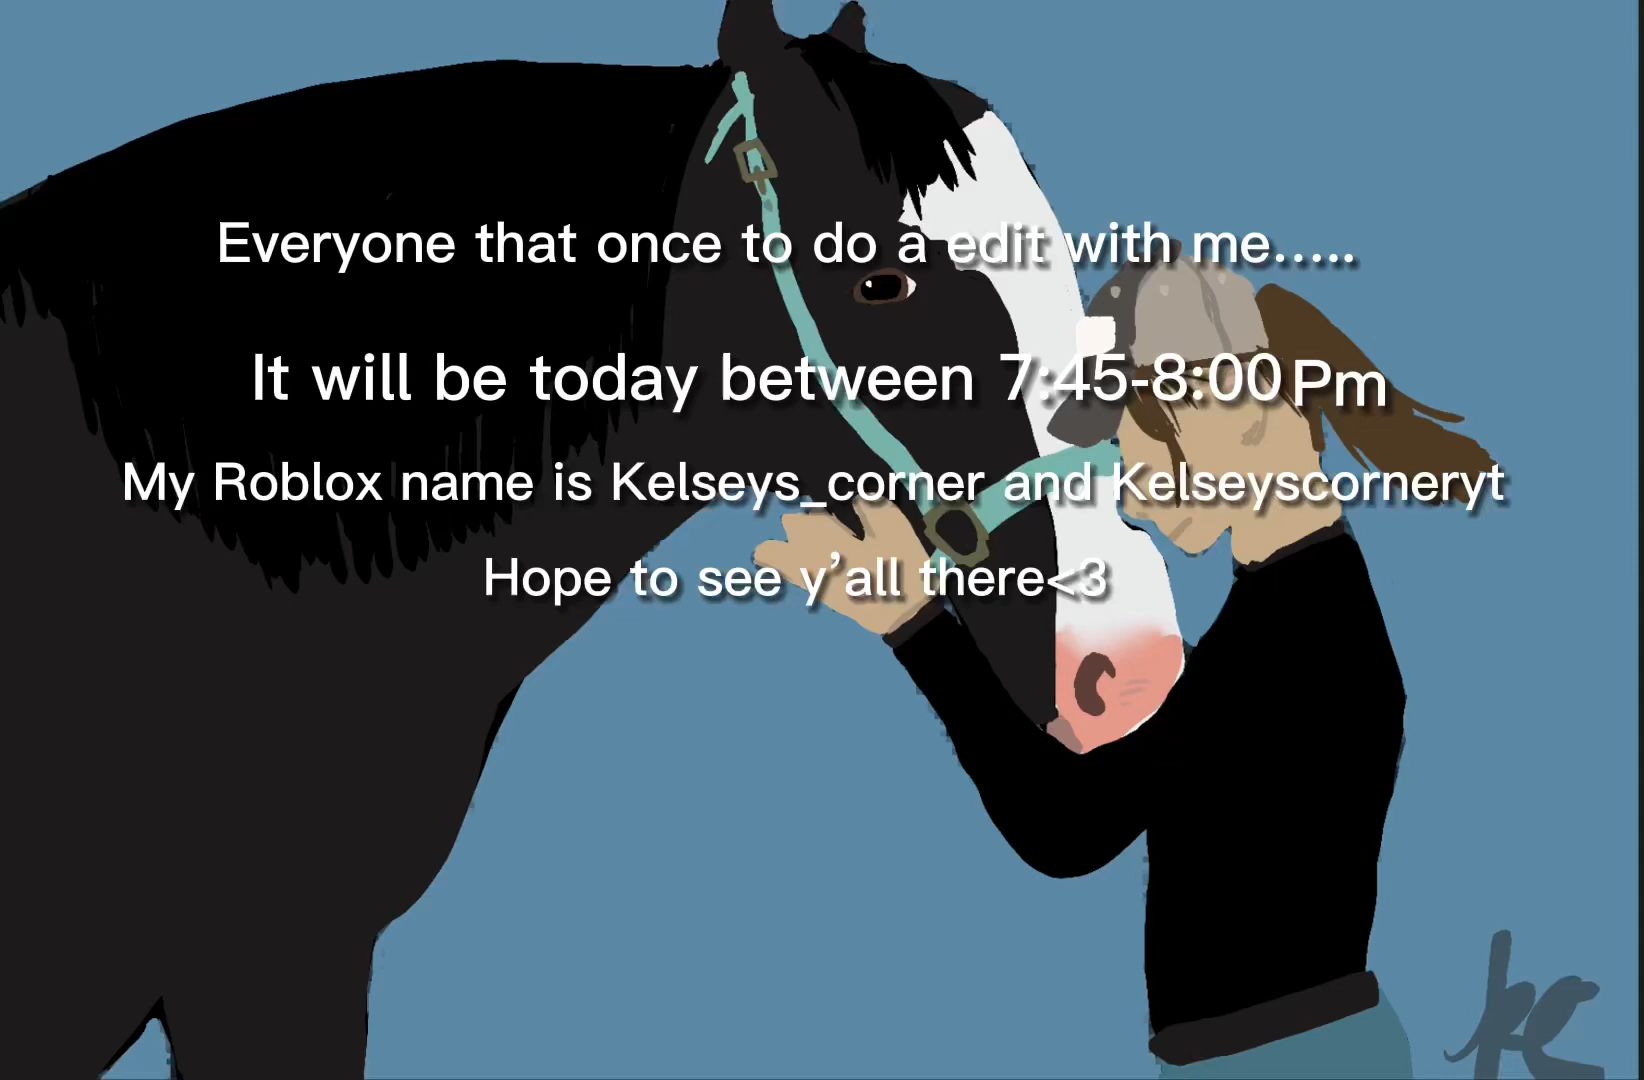 Everyone that once to do a edit with me.....
It will be today between 7:45-8:00 Pm
My Roblox name is Kelseys_corner and Kelseyscorneryt
Hope to see y’all there<3
kc